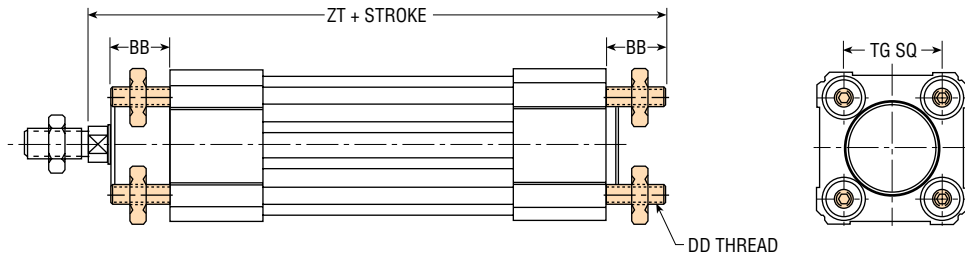 ZT + STROKE
BB
BB
TG SQ
DD THREAD